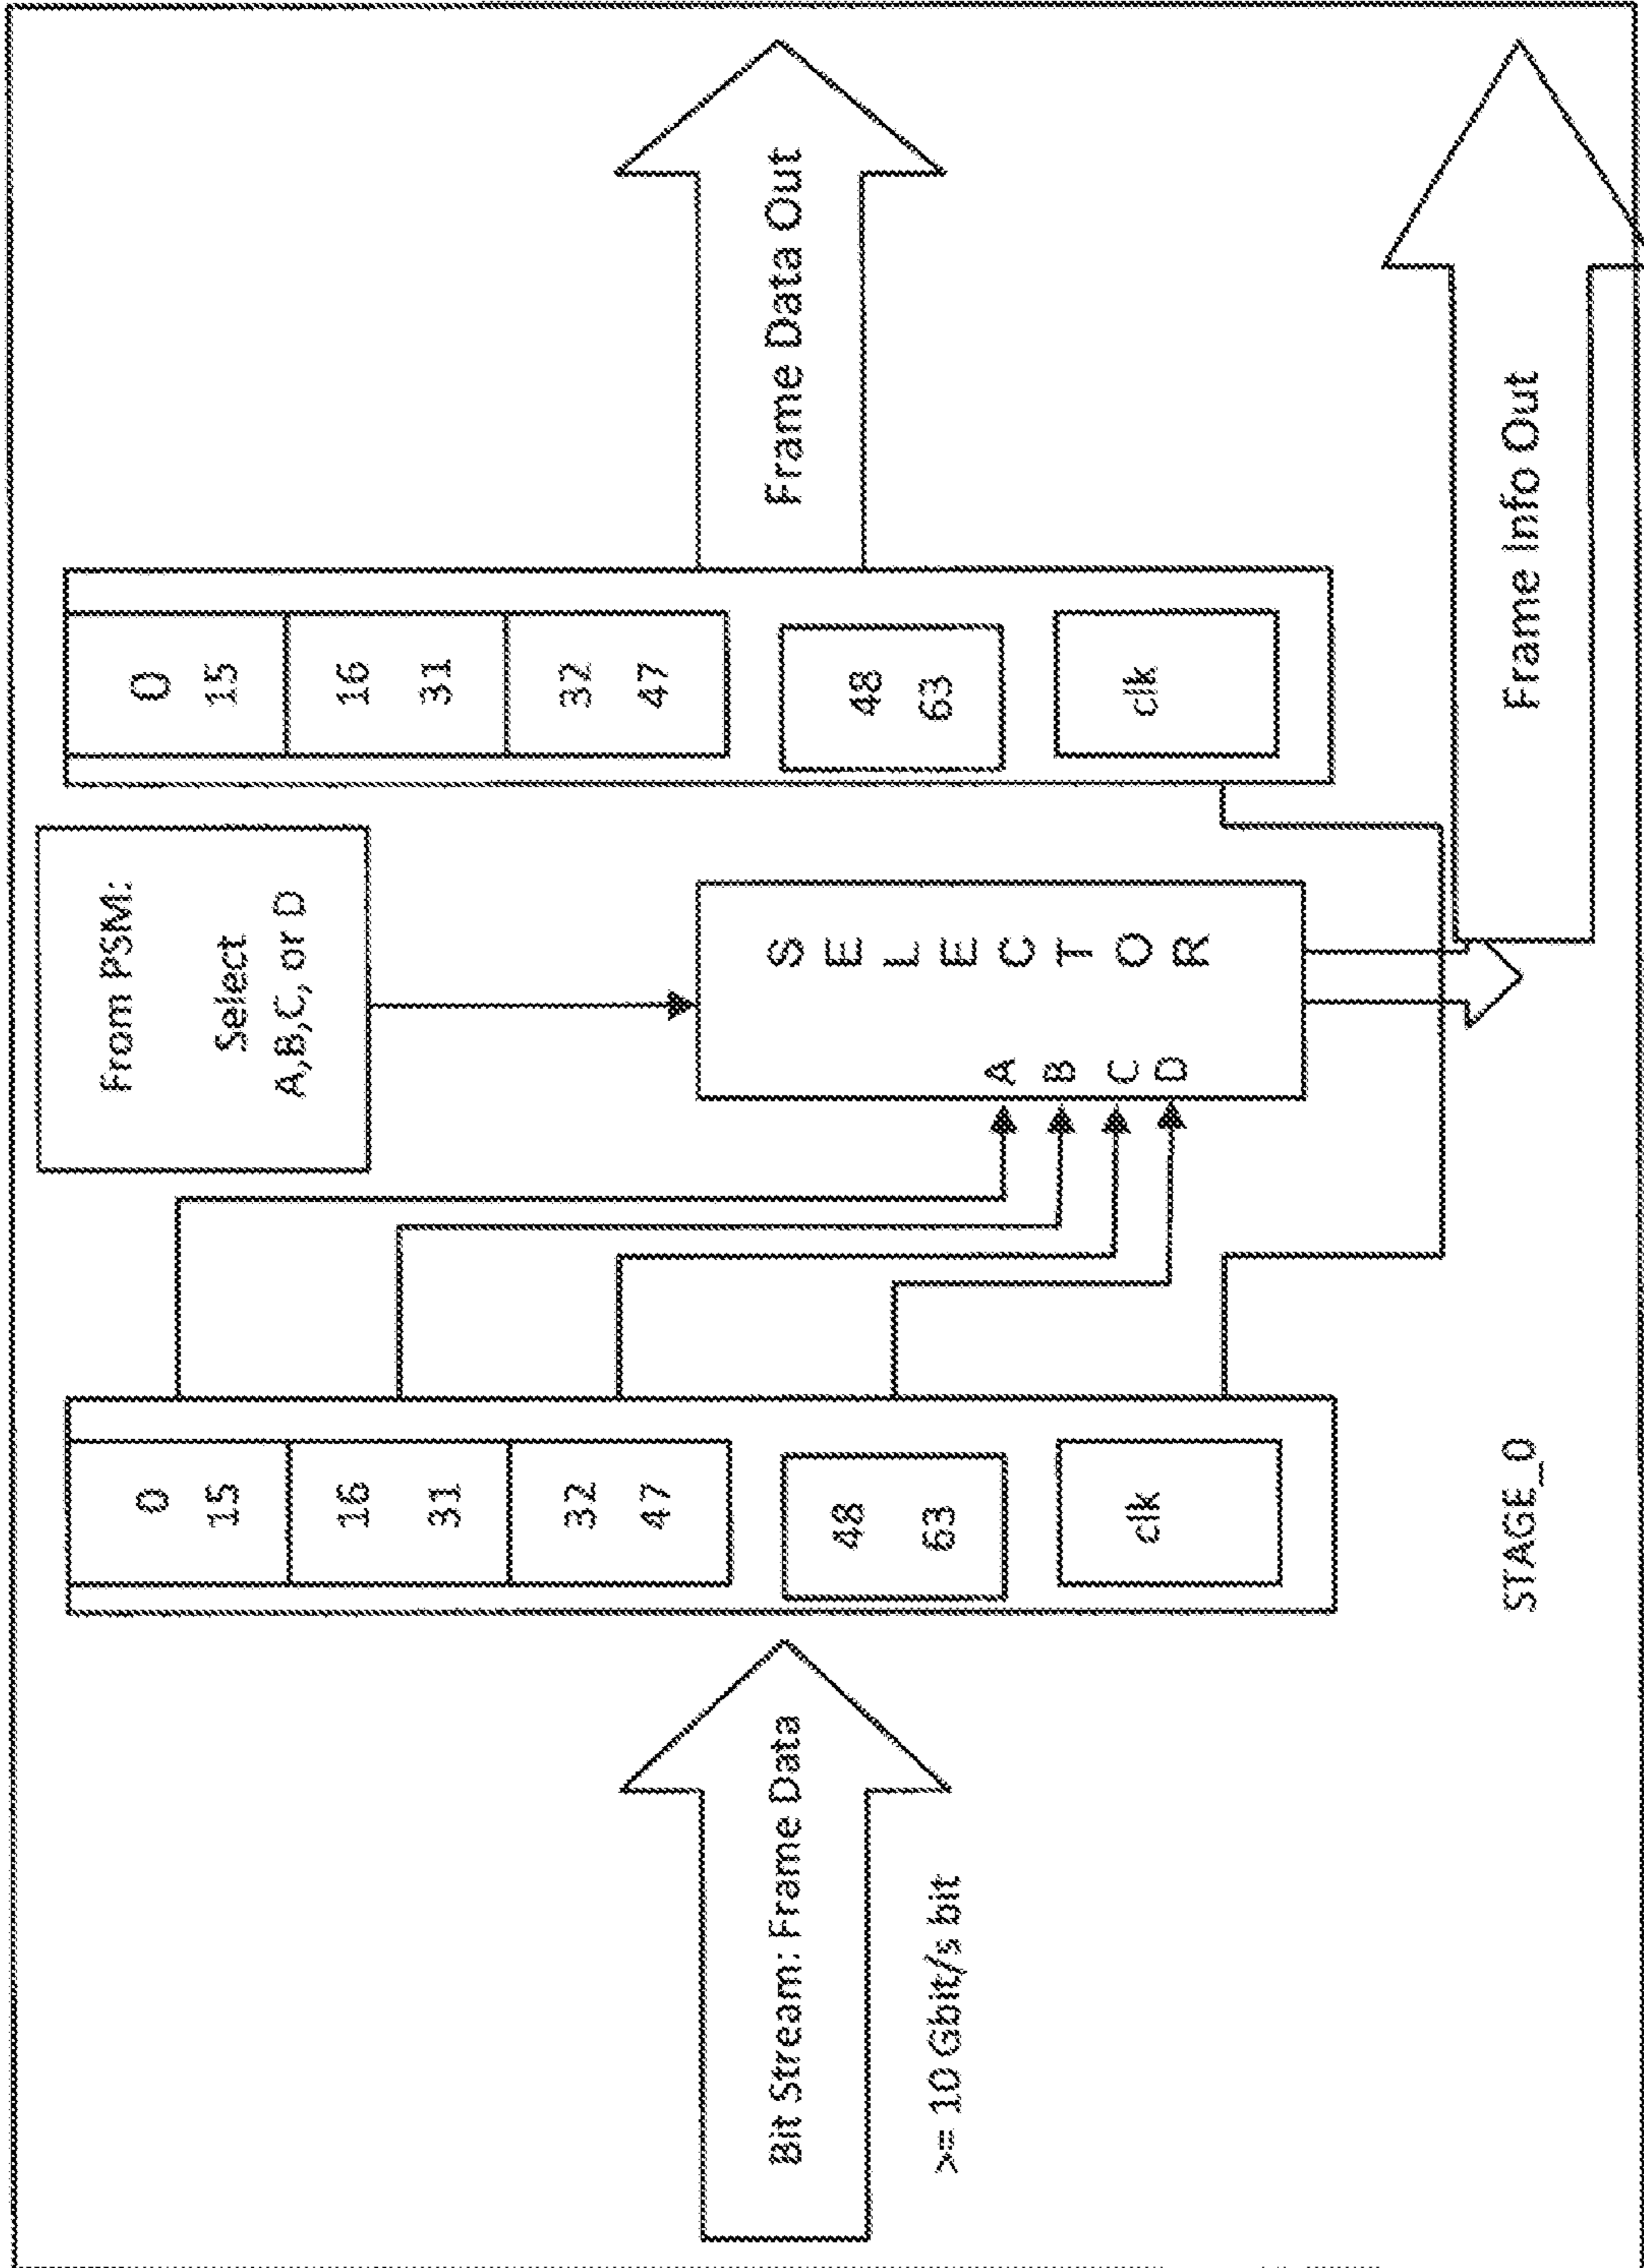 Bit Stream: Frame Data
>= 10 Gbit/s bit
0
15
16
31
32
47
48
63
clk
STAGE_0
From PSM:
Select
A,B,C, or D
A
B
C
D
SELECTOR
0
15
16
31
32
47
48
63
clk
Frame Data Out
Frame Info Out